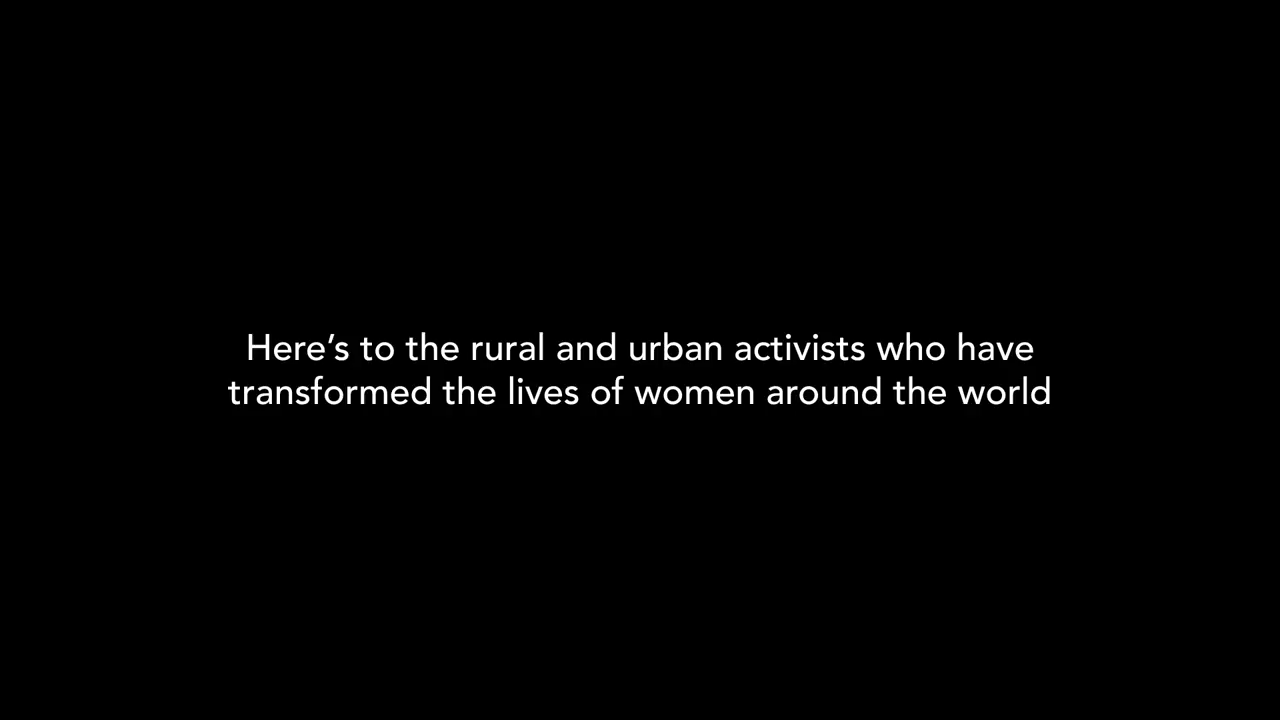 Here’s to the rural and urban activists who have
transformed the lives of women around the world